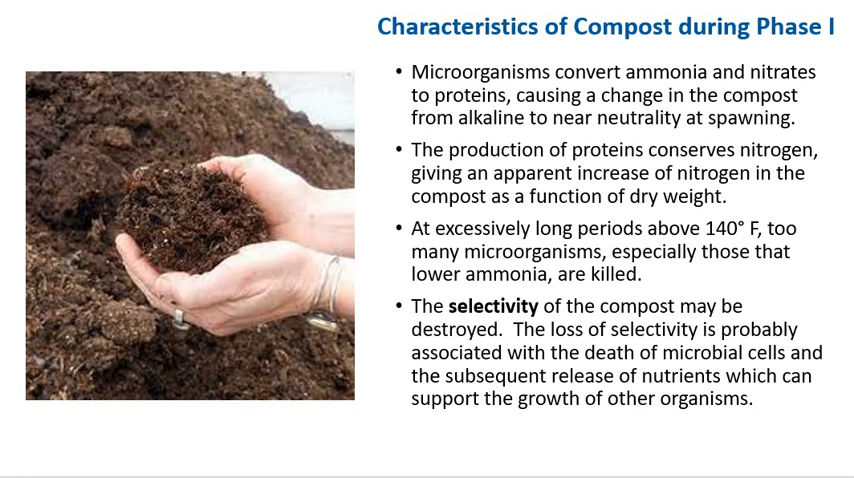 Characteristics of Compost during Phase I
• Microorganisms convert ammonia and nitrates
to proteins, causing a change in the compost
from alkaline to near neutrality at spawning.
• The production of proteins conserves nitrogen,
giving an apparent increase of nitrogen in the
compost as a function of dry weight.
• At excessively long periods above 140° F, too
many microorganisms, especially those that
lower ammonia, are killed.
• The selectivity of the compost may be
destroyed.  The loss of selectivity is probably
associated with the death of microbial cells and
the subsequent release of nutrients which can
support the growth of other organisms.